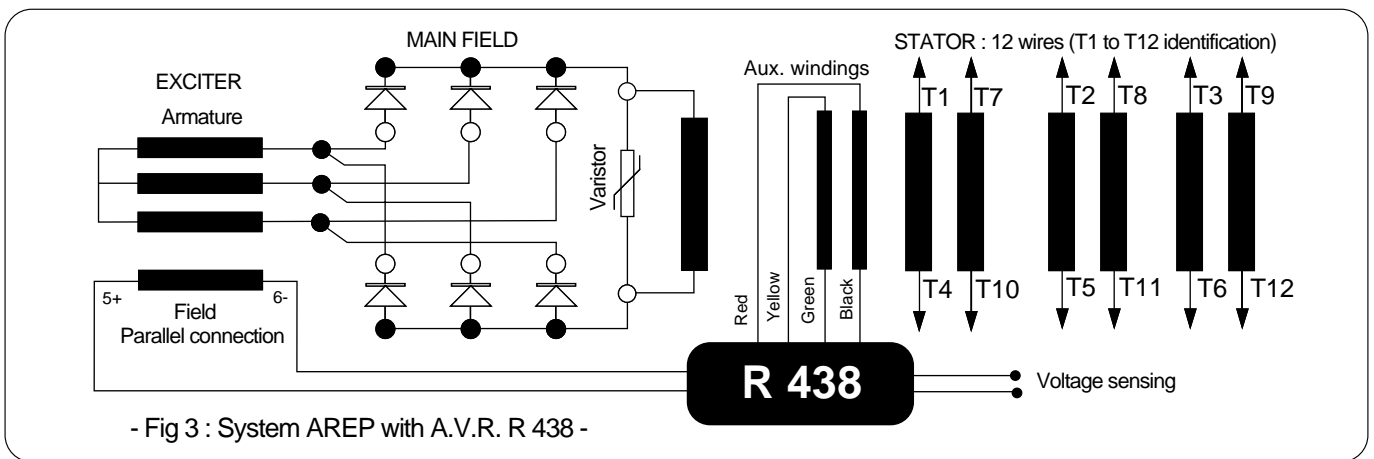 MAIN FIELD
STATOR : 12 wires (T1 to T12 identification)
EXCITER
Armature
Aux. windings
T1
T7
T2
T8
T3
T9
Varistor
5+
6-
Field
Parallel connection
Red
Yellow
Green
Black
T4
T10
T5
T11
T6
T12
R 438
Voltage sensing
- Fig 3 : System AREP with A.V.R. R 438 -